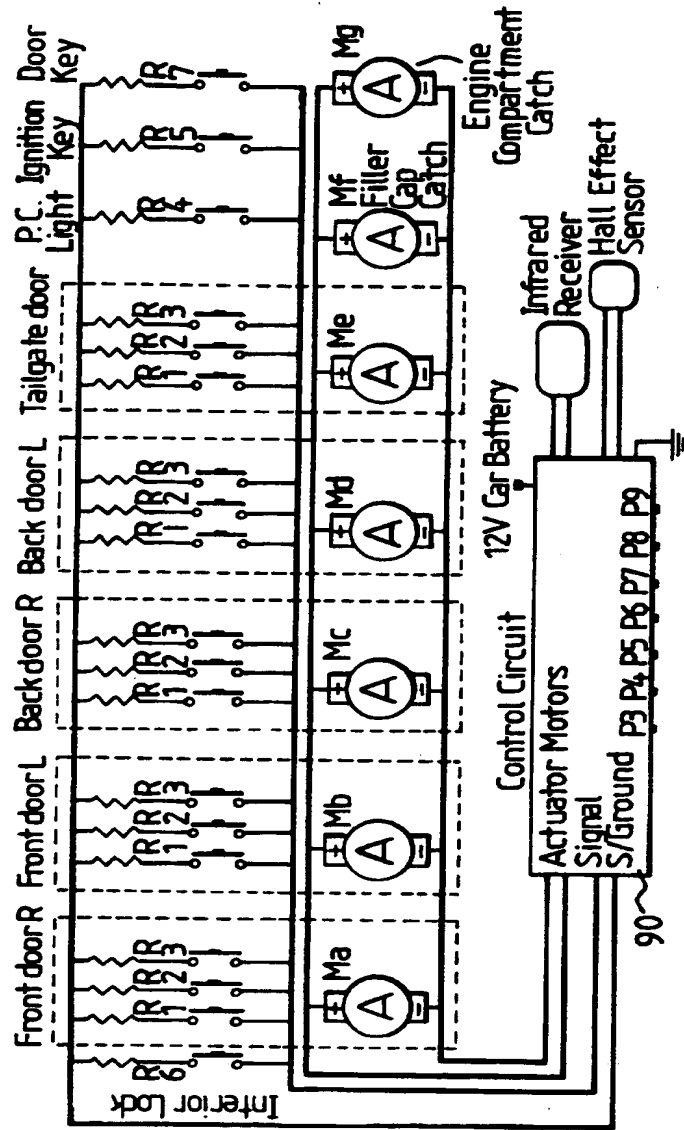 Front door R
Front door L
Back door R
Back door L
Tailgate door
P.C.
Light
Ignition
Key
Door
Key
Interior Lock
R6
R1
R2
R3
R1
R2
R3
R1
R2
R3
R1
R2
R3
R1
R2
R3
R4
R5
R7
Ma
+
A
-
Mb
+
A
-
Mc
+
A
-
Md
+
A
-
Me
+
A
-
Mf
Filler
Cap
Catch
+
A
-
Mg
+
A
-
Engine
Compartment
Catch
Control Circuit
12V Car Battery
Infrared
Receiver
Hall Effect
Sensor
Actuator Motors
Signal
S/Ground
P3 P4 P5 P6 P7 P8 P9
90